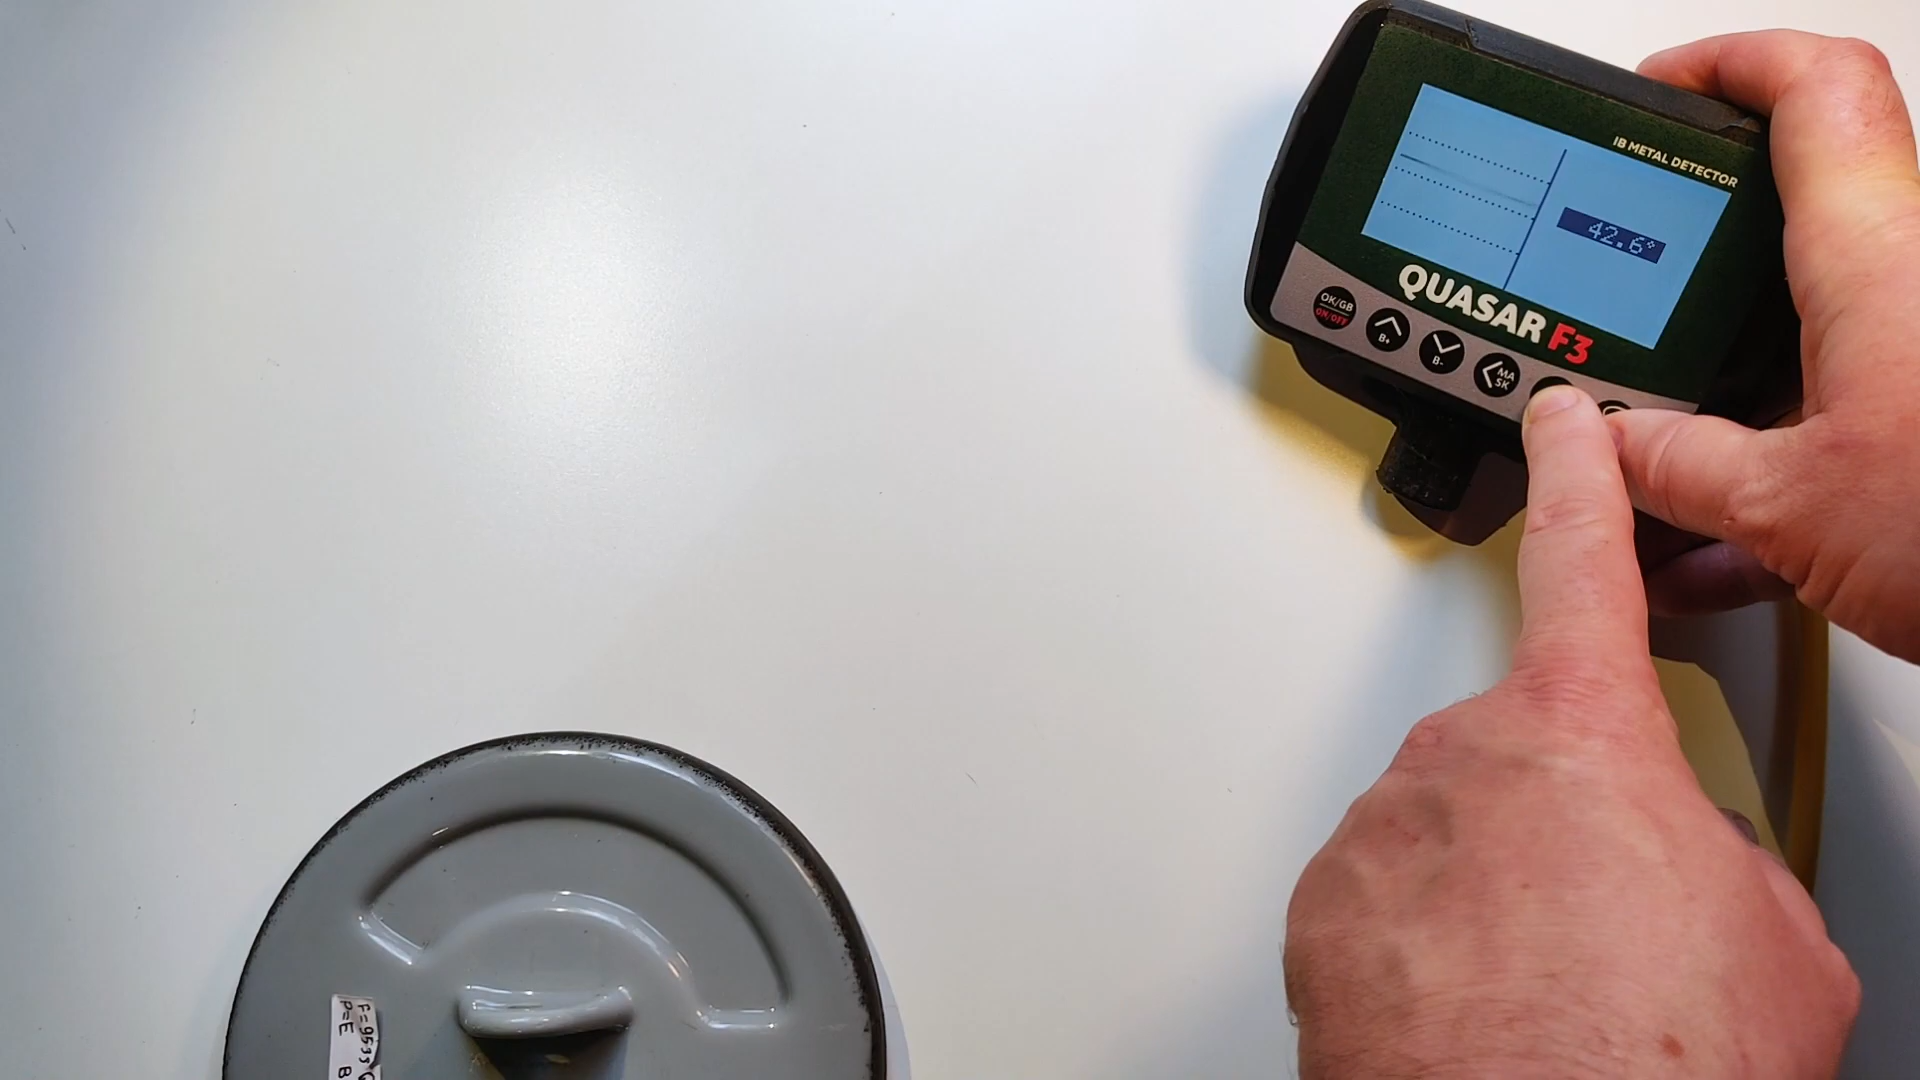 IB METAL DETECTOR
42.6°
QUASAR F3
OK/GB
ON/OFF
B+
B-
MA
SK
P=E B